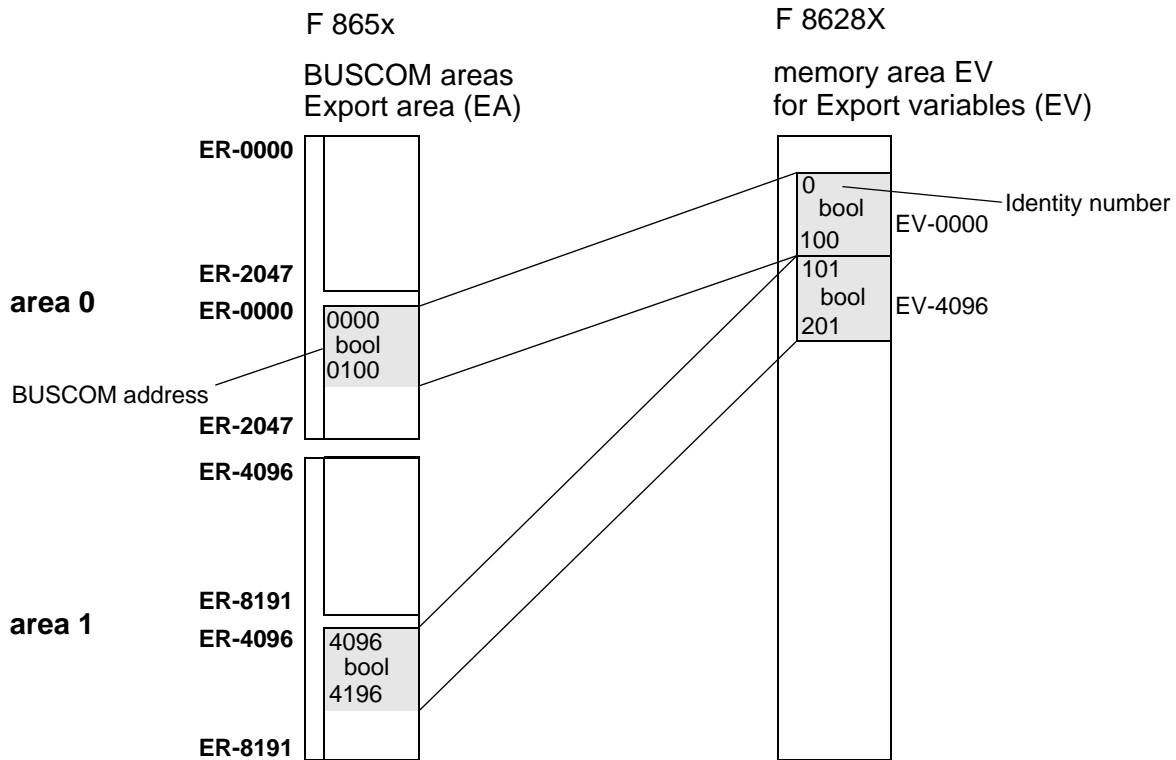 F 865x
F 8628X
BUSCOM areas
Export area (EA)
memory area EV
for Export variables (EV)
ER-0000
0
bool
100
Identity number
EV-0000
ER-2047
area 0
ER-0000
101
bool
201
EV-4096
0000
bool
0100
BUSCOM address
ER-2047
ER-4096
ER-8191
area 1
ER-4096
4096
bool
4196
ER-8191